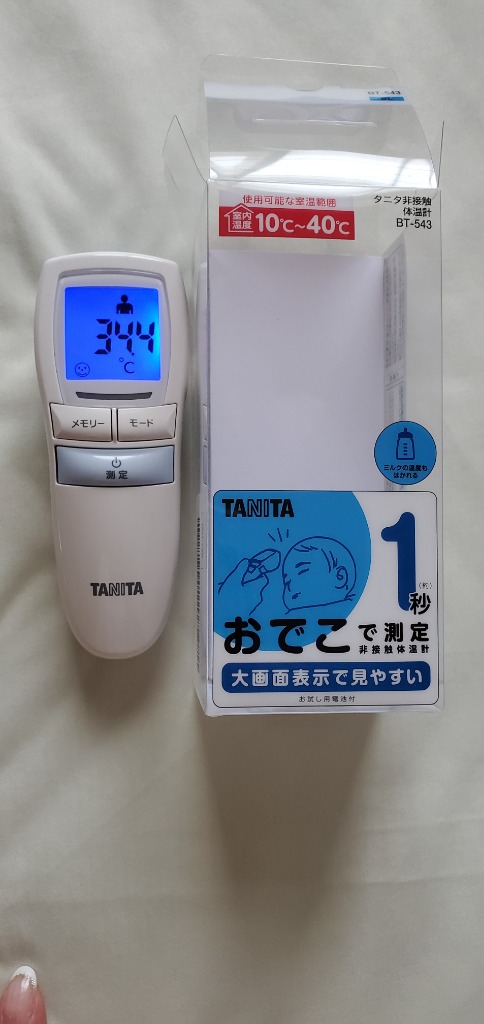 34.4
℃
メモリー
モード
測定
TANITA
BT-543
使用可能な室温範囲
室内温度 10℃~40℃
タニタ非接触
体温計
BT-543
ミルクの温度も
はかれる
TANITA
1秒
(約)
おでこで測定
非接触体温計
大画面表示で見やすい
お試し用電池付